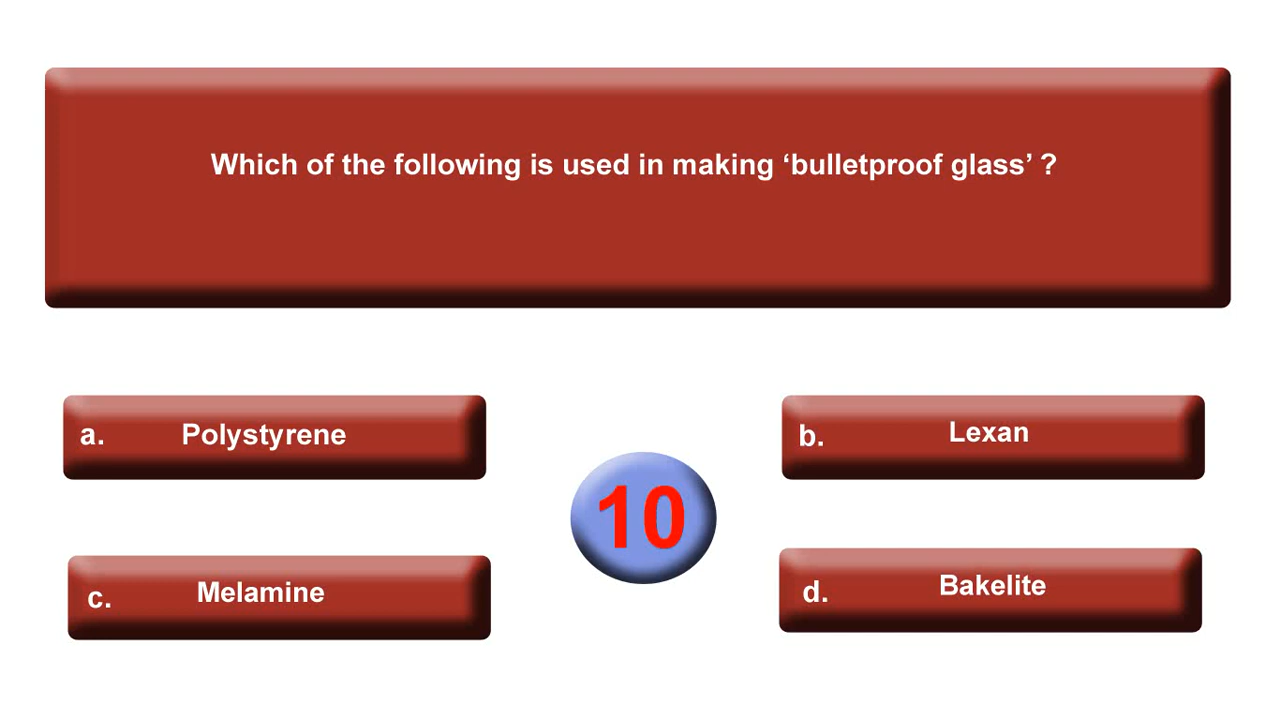 Which of the following is used in making ‘bulletproof glass’ ?
a. Polystyrene
b. Lexan
10
c. Melamine
d. Bakelite